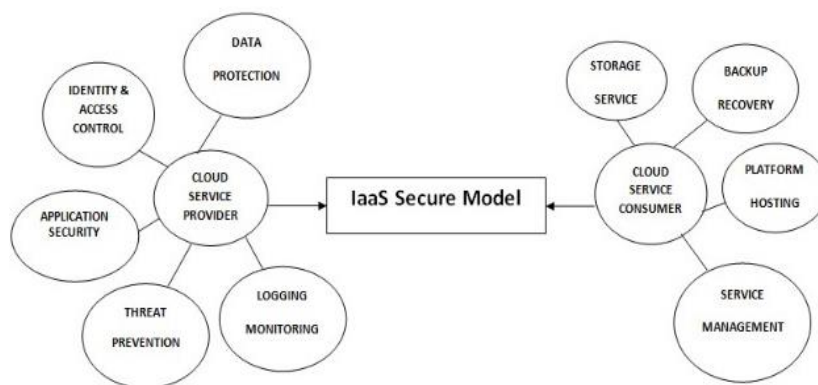 DATA
PROTECTION
IDENTITY &
ACCESS
CONTROL
CLOUD
SERVICE
PROVIDER
APPLICATION
SECURITY
THREAT
PREVENTION
LOGGING
MONITORING
IaaS Secure Model
STORAGE
SERVICE
BACKUP
RECOVERY
CLOUD
SERVICE
CONSUMER
PLATFORM
HOSTING
SERVICE
MANAGEMENT